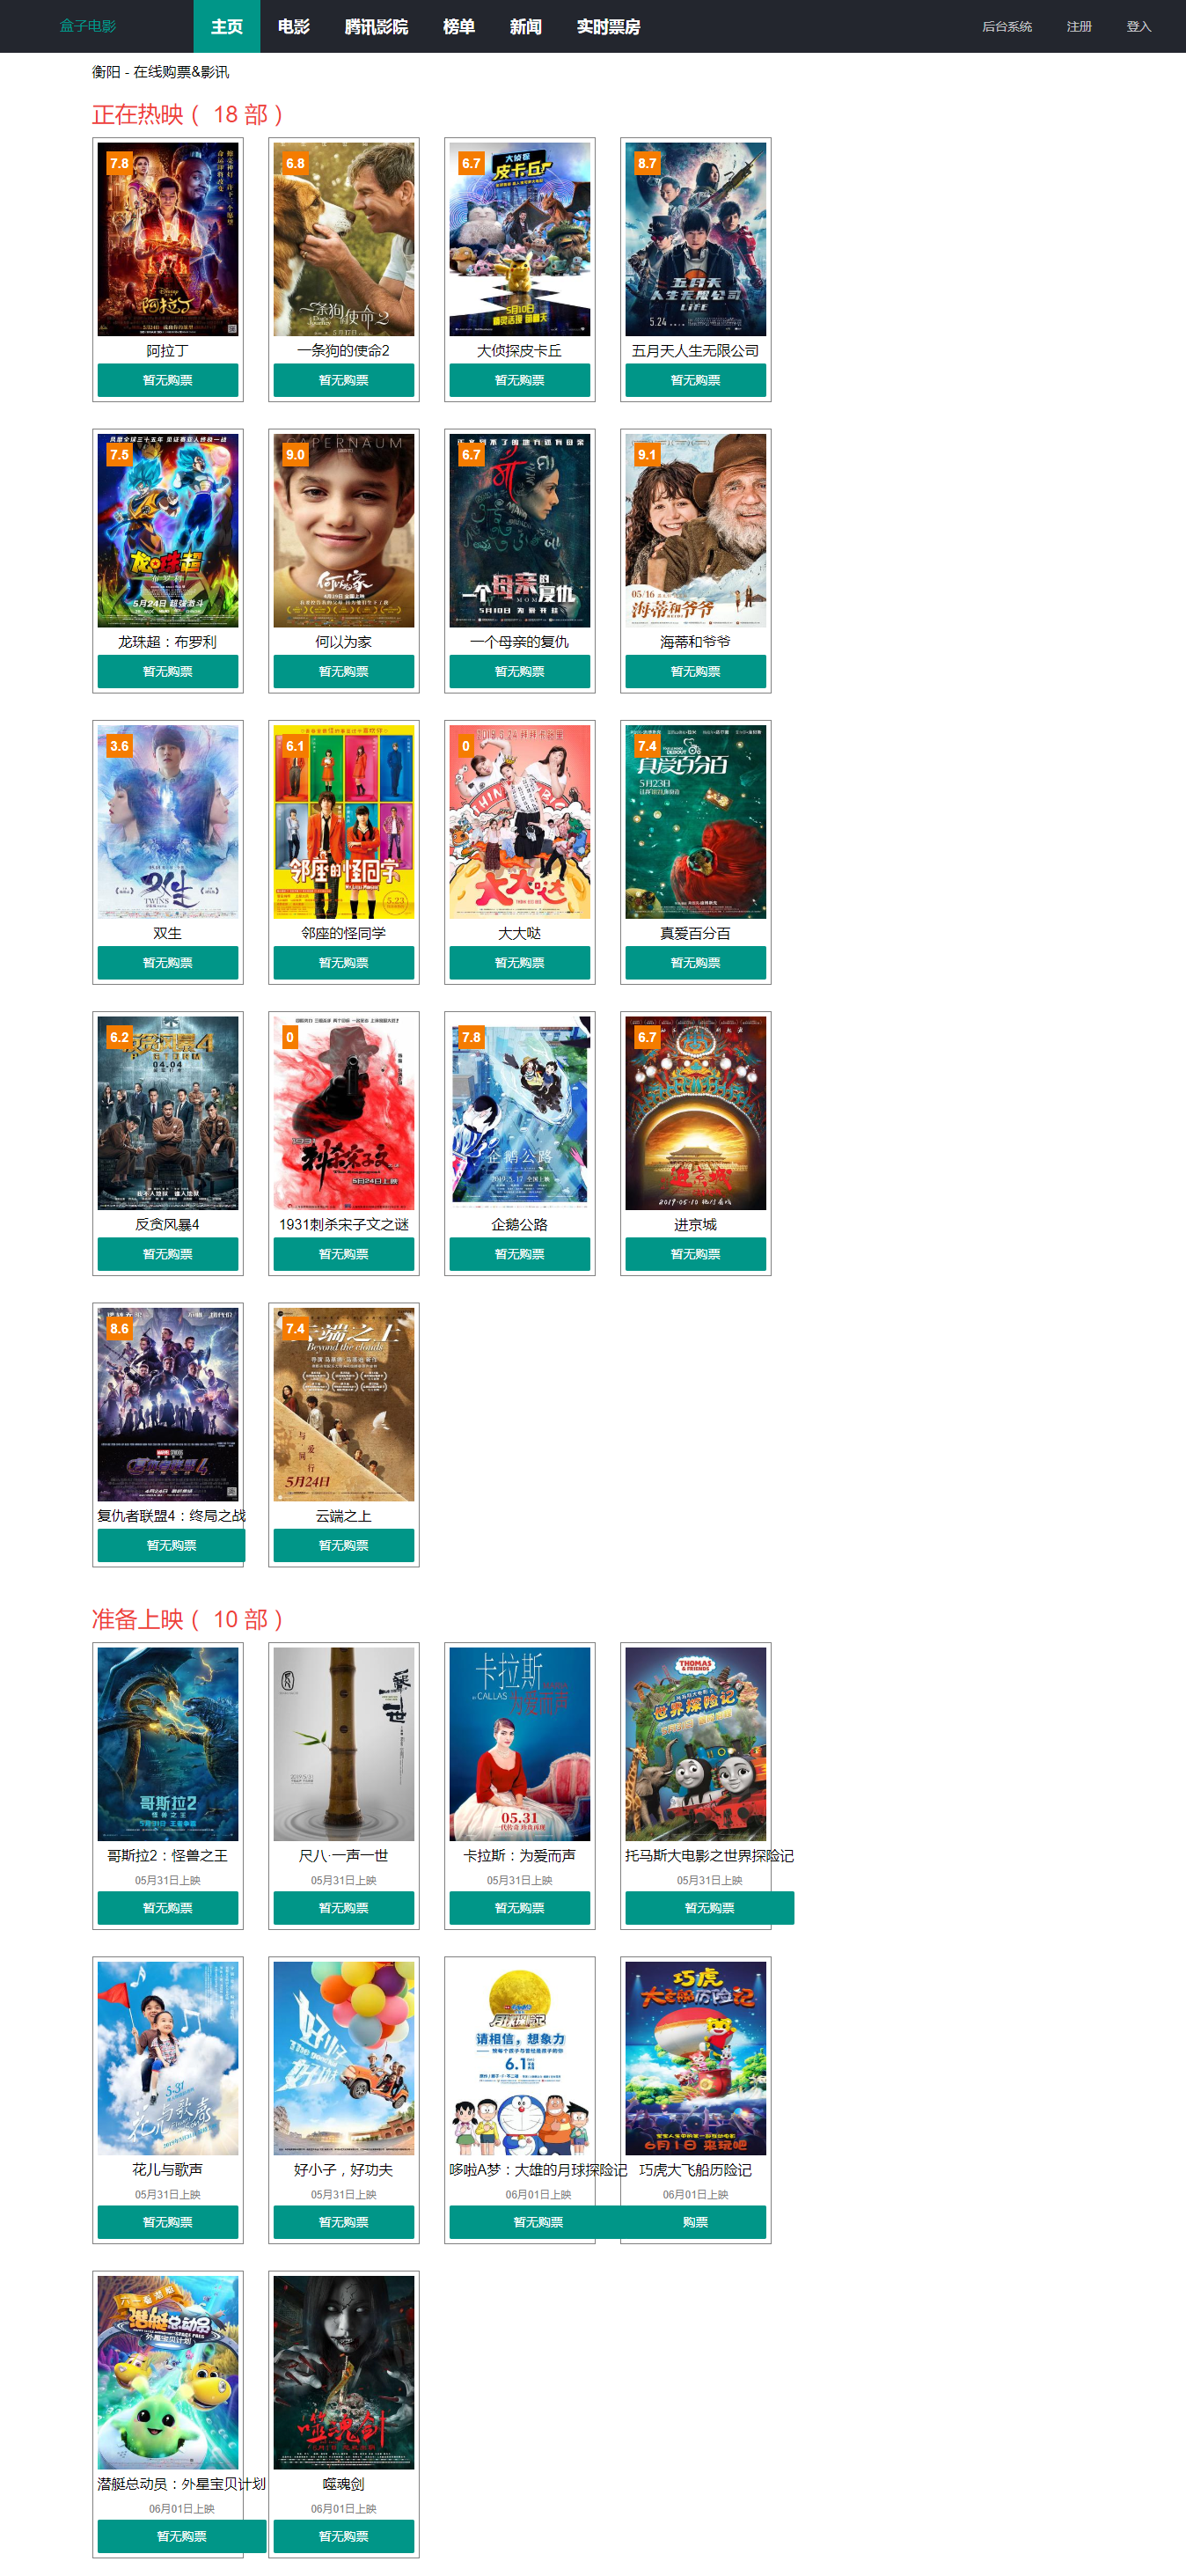 盒子电影 主页 电影 腾讯影院 榜单 新闻 实时票房 后台系统 注册 登入
衡阳 - 在线购票&影讯
正在热映（ 18 部）
7.8 6.8 6.7 8.7
阿拉丁 一条狗的使命2 大侦探皮卡丘 五月天人生无限公司
暂无购票 暂无购票 暂无购票 暂无购票
7.5 9.0 6.7 9.1
龙珠超：布罗利 何以为家 一个母亲的复仇 海蒂和爷爷
暂无购票 暂无购票 暂无购票 暂无购票
3.6 6.1 0 7.4
双生 邻座的怪同学 大大哒 真爱百分百
暂无购票 暂无购票 暂无购票 暂无购票
6.2 0 7.8 6.7
反贪风暴4 1931刺杀宋子文之谜 企鹅公路 进京城
暂无购票 暂无购票 暂无购票 暂无购票
8.6 7.4
复仇者联盟4：终局之战 云端之上
暂无购票 暂无购票
准备上映（ 10 部）
哥斯拉2：怪兽之王 尺八·一声一世 卡拉斯：为爱而声 托马斯大电影之世界探险记
05月31日上映 05月31日上映 05月31日上映 05月31日上映
暂无购票 暂无购票 暂无购票 暂无购票
花儿与歌声 好小子，好功夫 哆啦A梦：大雄的月球探险记 巧虎大飞船历险记
05月31日上映 05月31日上映 06月01日上映 06月01日上映
暂无购票 暂无购票 暂无购票 购票
潜艇总动员：外星宝贝计划 噬魂剑
06月01日上映 06月01日上映
暂无购票 暂无购票